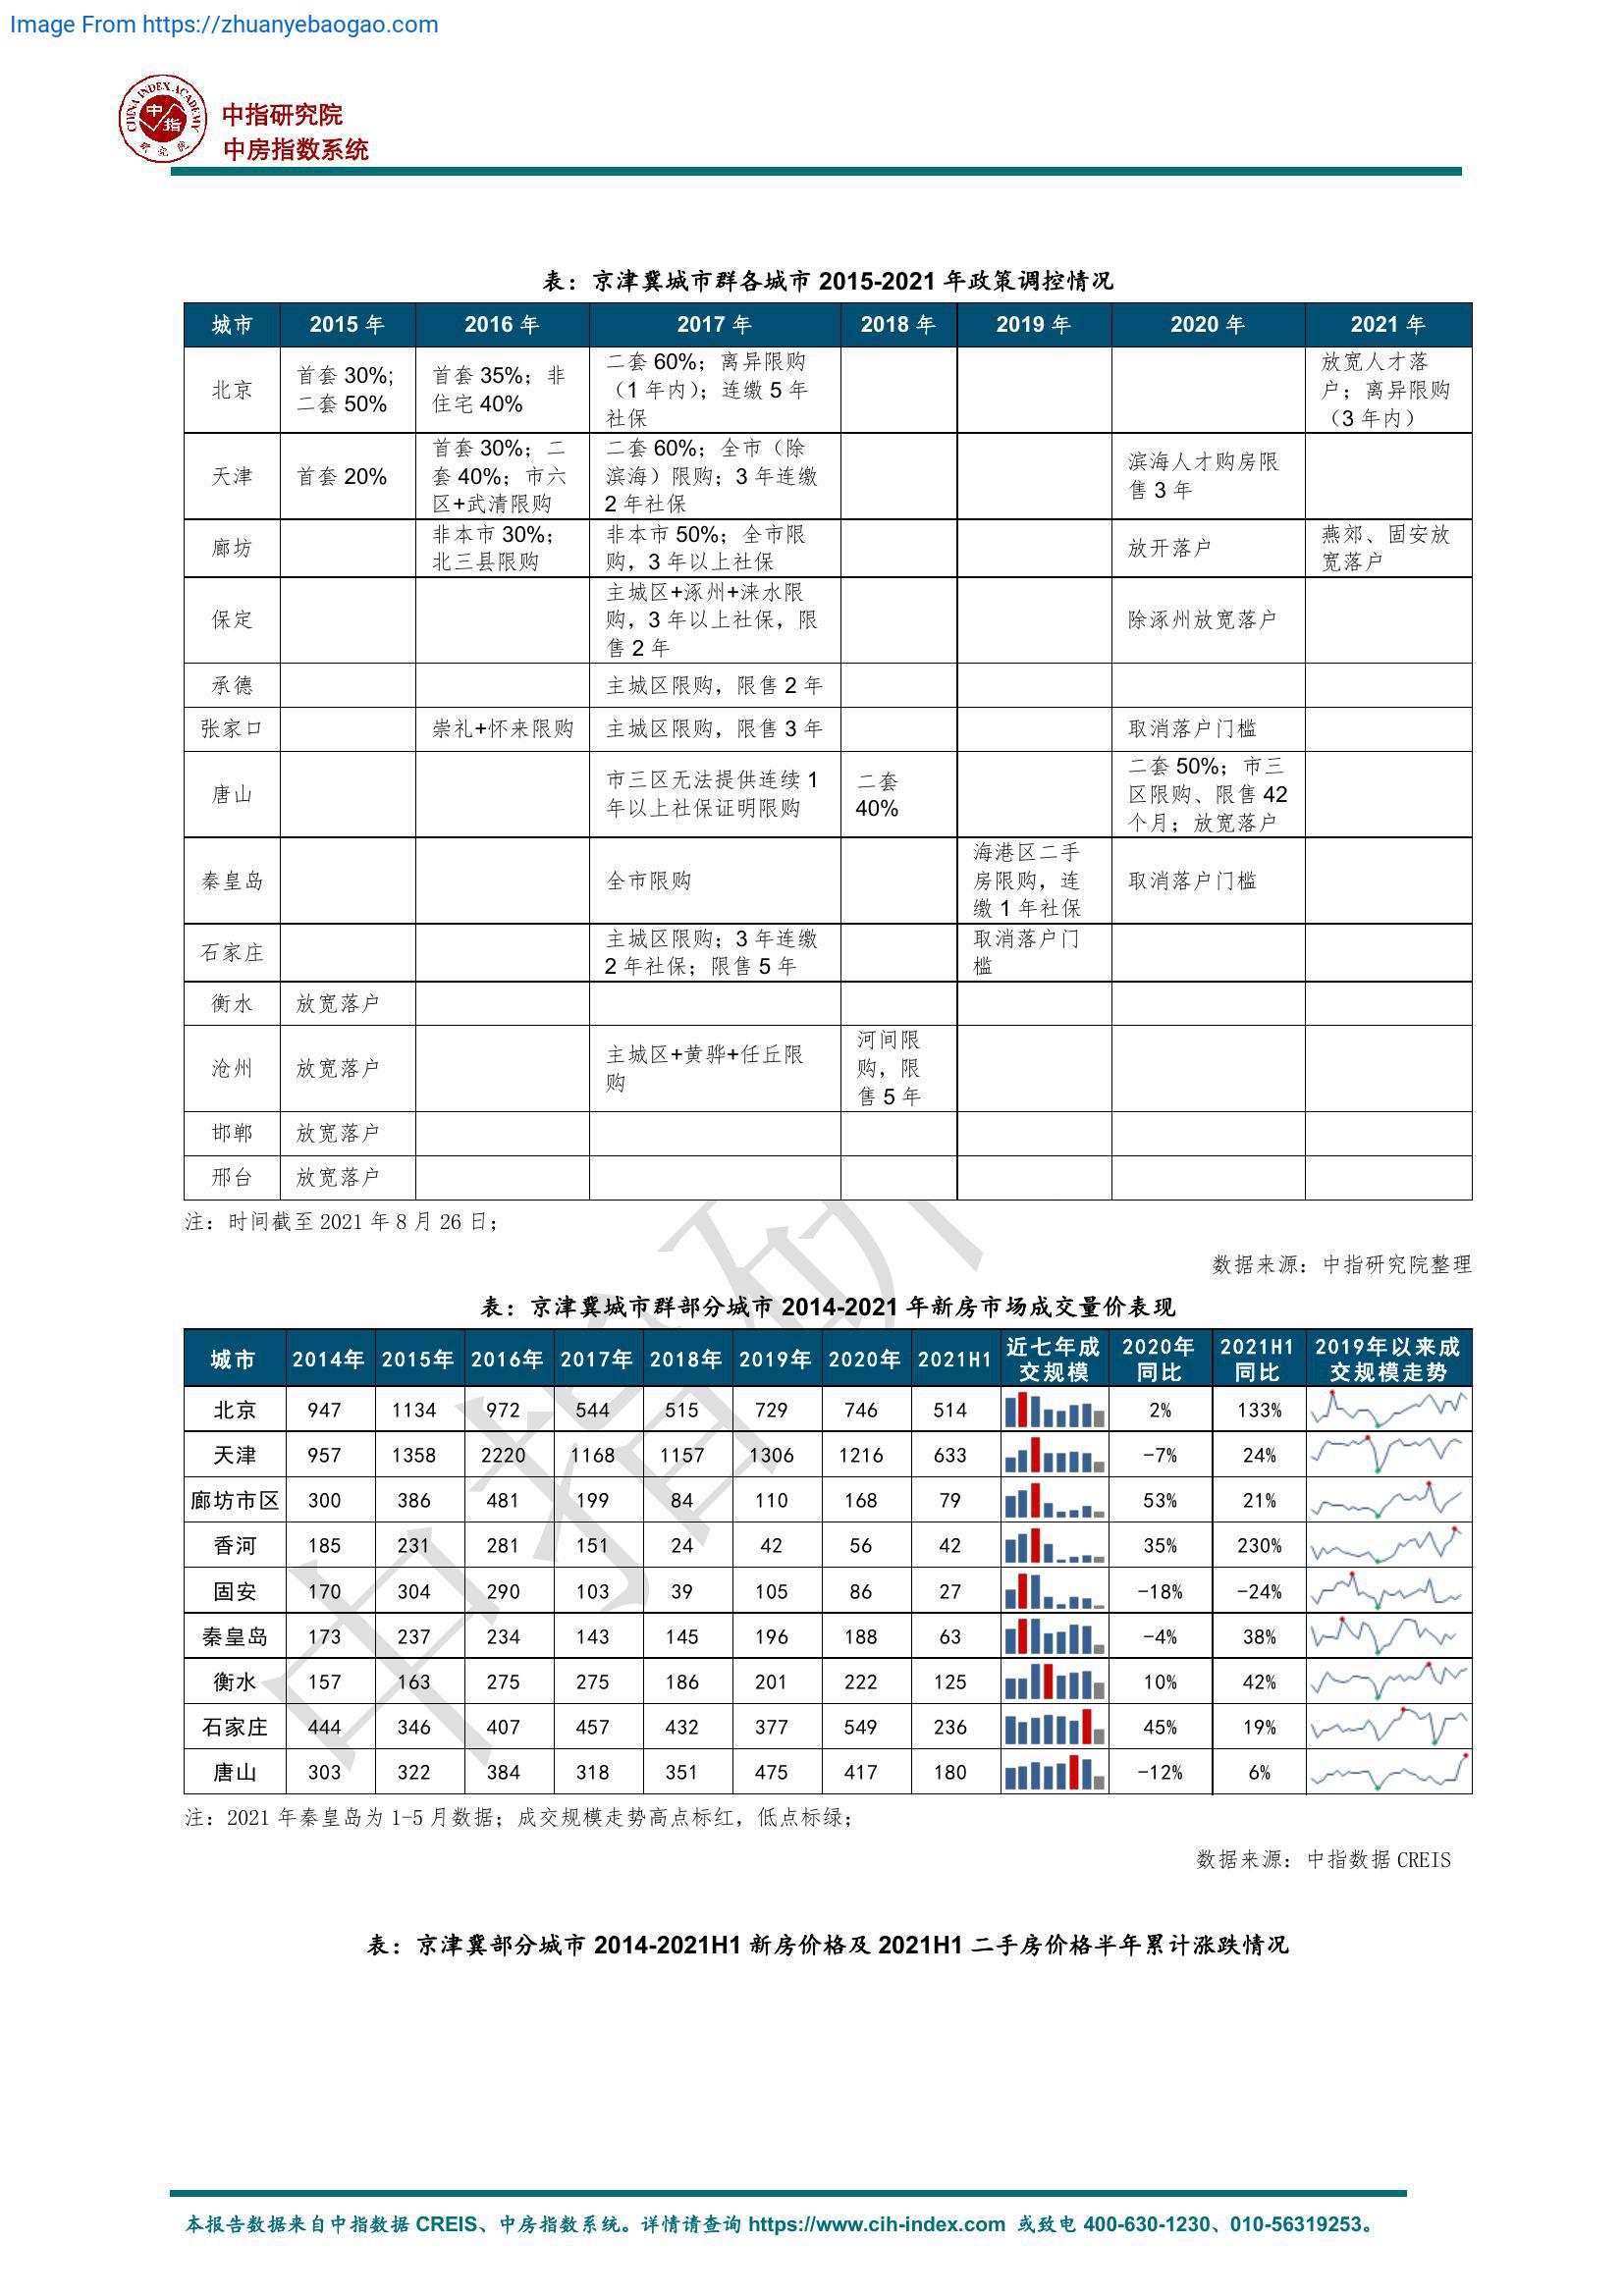 Image From https://zhuanyebaogao.com
CHINA INDEX ACADEMY
中指
研究院
中指研究院
中房指数系统
表：京津冀城市群各城市 2015-2021 年政策调控情况
城市 2015 年 2016 年 2017 年 2018 年 2019 年 2020 年 2021 年
北京 首套 30%；二套 50% 首套 35%；非住宅 40% 二套 60%；离异限购（1 年内）；连缴 5 年社保 放宽人才落户；离异限购（3 年内）
天津 首套 20% 首套 30%；二套 40%；市六区+武清限购 二套 60%；全市（除滨海）限购；3 年连缴 2 年社保 滨海人才购房限售 3 年
廊坊 非本市 30%；北三县限购 非本市 50%；全市限购，3 年以上社保 放开落户 燕郊、固安放宽落户
保定 主城区+涿州+涞水限购，3 年以上社保，限售 2 年 除涿州放宽落户
承德 主城区限购，限售 2 年
张家口 崇礼+怀来限购 主城区限购，限售 3 年 取消落户门槛
唐山 市三区无法提供连续 1 年以上社保证明限购 二套 40% 二套 50%；市三区限购、限售 42 个月；放宽落户
秦皇岛 全市限购 海港区二手房限购，连缴 1 年社保 取消落户门槛
石家庄 主城区限购；3 年连缴 2 年社保；限售 5 年 取消落户门槛
衡水 放宽落户
沧州 放宽落户 主城区+黄骅+任丘限购 河间限购，限售 5 年
邯郸 放宽落户
邢台 放宽落户
注：时间截至 2021 年 8 月 26 日；
数据来源：中指研究院整理
表：京津冀城市群部分城市 2014-2021 年新房市场成交量价表现
城市 2014年 2015年 2016年 2017年 2018年 2019年 2020年 2021H1 近七年成交规模 2020年同比 2021H1同比 2019年以来成交规模走势
北京 947 1134 972 544 515 729 746 514 2% 133%
天津 957 1358 2220 1168 1157 1306 1216 633 -7% 24%
廊坊市区 300 386 481 199 84 110 168 79 53% 21%
香河 185 231 281 151 24 42 56 42 35% 230%
固安 170 304 290 103 39 105 86 27 -18% -24%
秦皇岛 173 237 234 143 145 196 188 63 -4% 38%
衡水 157 163 275 275 186 201 222 125 10% 42%
石家庄 444 346 407 457 432 377 549 236 45% 19%
唐山 303 322 384 318 351 475 417 180 -12% 6%
中指研
注：2021 年秦皇岛为 1-5 月数据；成交规模走势高点标红，低点标绿；
数据来源：中指数据 CREIS
表：京津冀部分城市 2014-2021H1 新房价格及 2021H1 二手房价格半年累计涨跌情况
本报告数据来自中指数据 CREIS、中房指数系统。详情请查询 https://www.cih-index.com 或致电 400-630-1230、010-56319253。